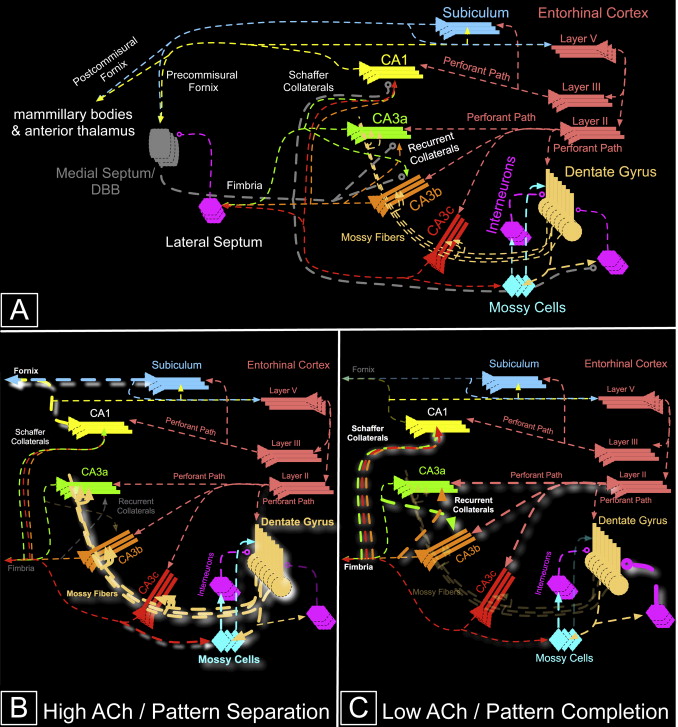 Subiculum
Entorhinal Cortex
Layer V
Postcommisural
Fornix
Precommisural
Fornix
Schaffer
Collaterals
CA1
Perforant Path
Layer III
mammillary bodies
& anterior thalamus
CA3a
Perforant Path
Layer II
Recurrent
Collaterals
Perforant Path
Medial Septum/
DBB
Dentate Gyrus
Fimbria
CA3b
Interneurons
Lateral Septum
Mossy Fibers
CA3c
Mossy Cells
A
Fornix
Subiculum
Entorhinal Cortex
Layer V
CA1
Schaffer
Collaterals
Perforant Path
Layer III
CA3a
Perforant Path
Layer II
Recurrent
Collaterals
Perforant Path
Dentate Gyrus
CA3b
Fimbria
Mossy Fibers
CA3c
Interneurons
Mossy Cells
B
High ACh / Pattern Separation
Fornix
Subiculum
Entorhinal Cortex
Layer V
CA1
Schaffer
Collaterals
Perforant Path
Layer III
CA3a
Perforant Path
Layer II
Recurrent
Collaterals
Perforant Path
Dentate Gyrus
CA3b
Fimbria
Mossy Fibers
CA3c
Interneurons
Mossy Cells
C
Low ACh / Pattern Completion